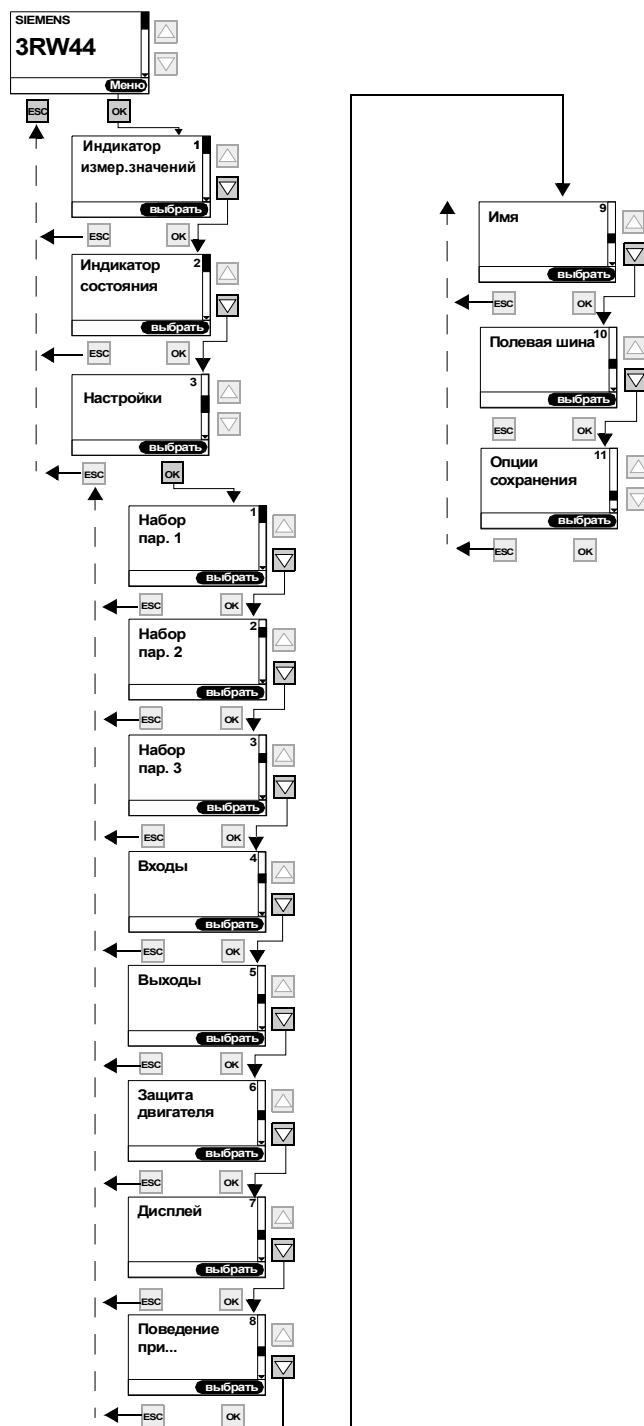 SIEMENS
3RW44
Меню
ESC
OK
Индикатор 1
измер.значений
выбрать
ESC
OK
Индикатор 2
состояния
выбрать
ESC
OK
3
Настройки
выбрать
ESC
OK
Набор 1
пар. 1
выбрать
ESC
OK
Набор 2
пар. 2
выбрать
ESC
OK
Набор 3
пар. 3
выбрать
ESC
OK
Входы 4
выбрать
ESC
OK
Выходы 5
выбрать
ESC
OK
Защита 6
двигателя
выбрать
ESC
OK
Дисплей 7
выбрать
ESC
OK
Поведение 8
при...
выбрать
ESC
OK
Имя 9
выбрать
ESC
OK
Полевая шина 10
выбрать
ESC
OK
Опции 11
сохранения
выбрать
ESC
OK